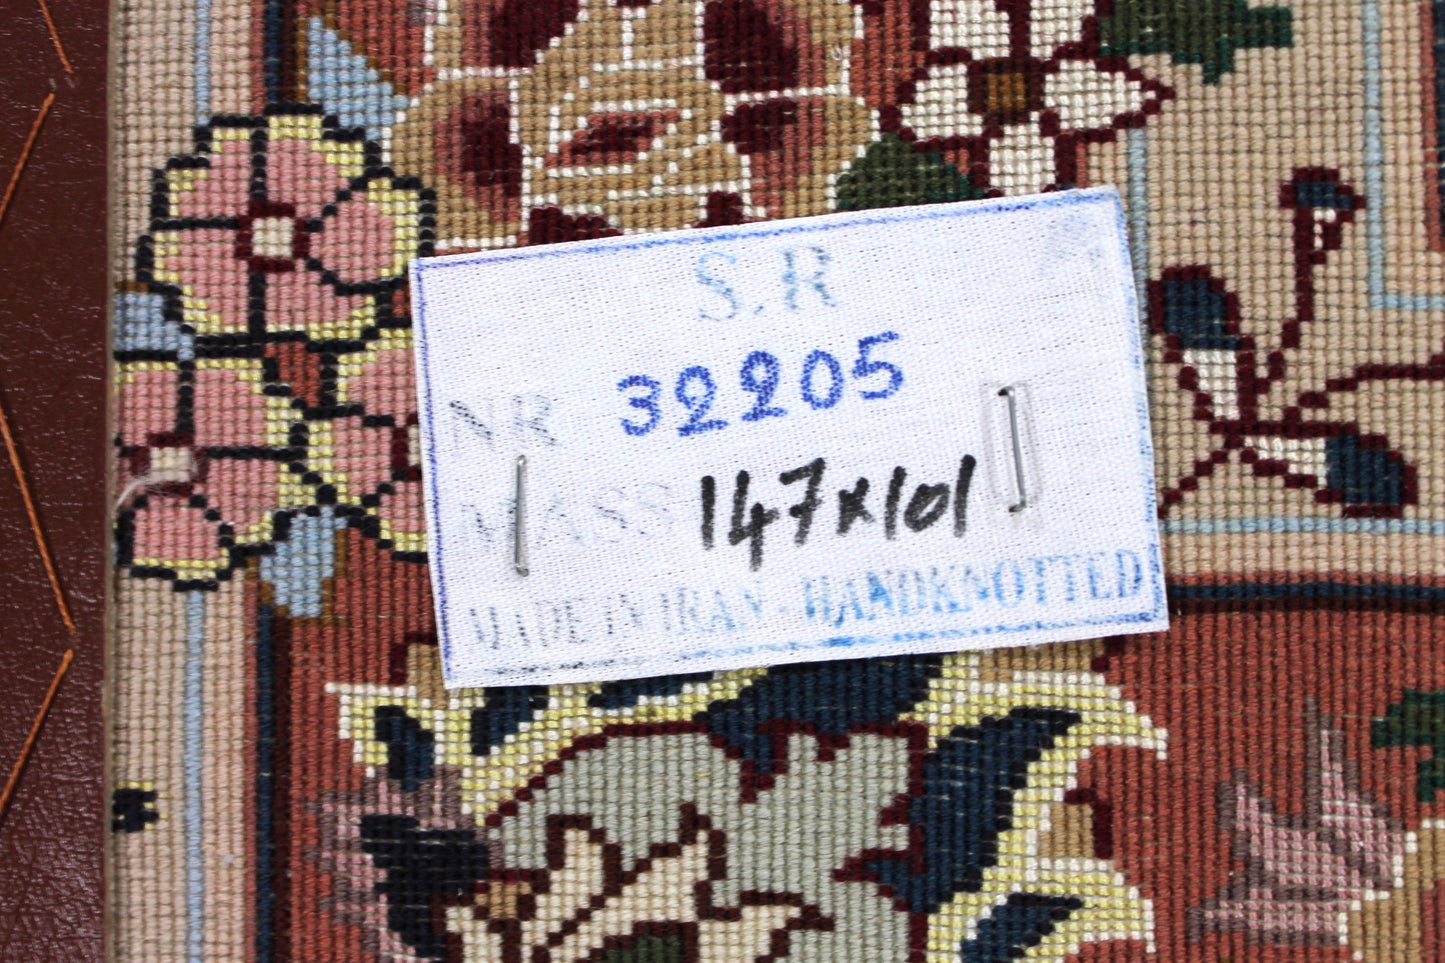 S.R
NR 32205
MASS 147x101
MADE IN IRAN - HANDKNOTTED